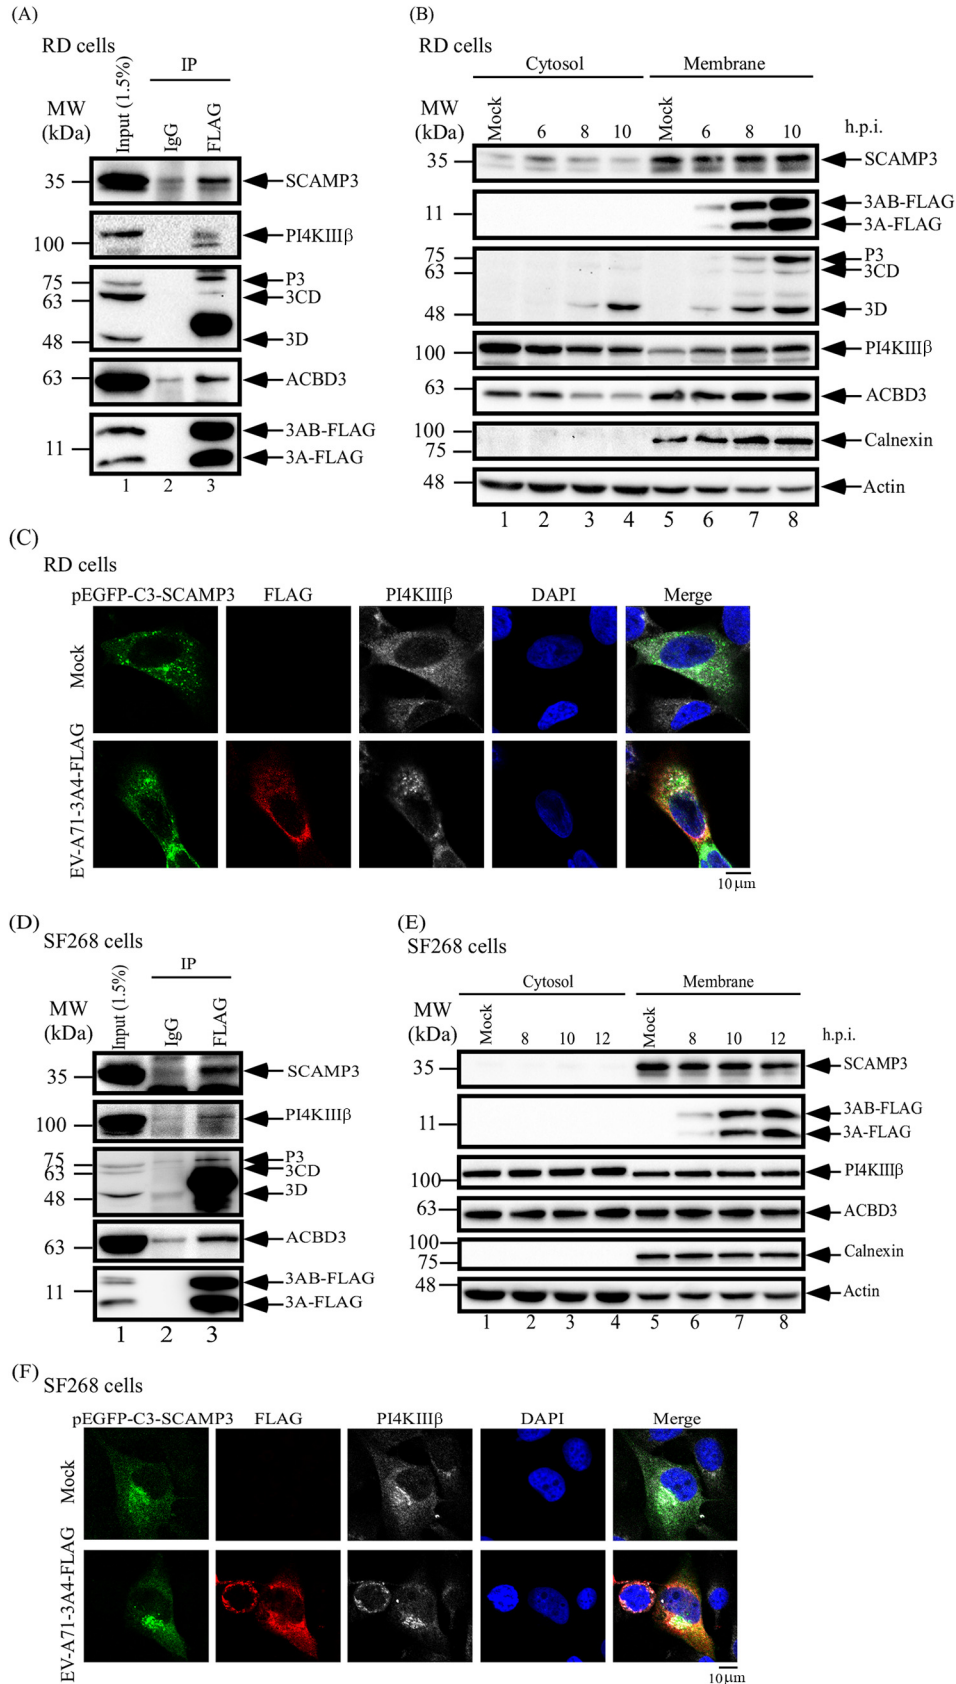 (A)
RD cells
IP
MW
(kDa)
Input (1.5%)
IgG
FLAG
35
SCAMP3
100
PI4KIIIβ
75
P3
63
3CD
48
3D
63
ACBD3
3AB-FLAG
11
3A-FLAG
1 2 3
(B)
RD cells
Cytosol Membrane
MW
(kDa)
Mock 6 8 10 Mock 6 8 10 h.p.i.
35
SCAMP3
3AB-FLAG
11
3A-FLAG
75
P3
63
3CD
48
3D
100
PI4KIIIβ
63
ACBD3
100
Calnexin
75
48
Actin
1 2 3 4 5 6 7 8
(C)
RD cells
pEGFP-C3-SCAMP3 FLAG PI4KIIIβ DAPI Merge
Mock
EV-A71-3A4-FLAG
10 μm
(D)
SF268 cells
IP
MW
(kDa)
Input (1.5%)
IgG
FLAG
35
SCAMP3
100
PI4KIIIβ
75
P3
63
3CD
48
3D
63
ACBD3
3AB-FLAG
11
3A-FLAG
1 2 3
(E)
SF268 cells
Cytosol Membrane
MW
(kDa)
Mock 8 10 12 Mock 8 10 12 h.p.i.
35
SCAMP3
3AB-FLAG
11
3A-FLAG
100
PI4KIIIβ
63
ACBD3
100
Calnexin
75
48
Actin
1 2 3 4 5 6 7 8
(F)
SF268 cells
pEGFP-C3-SCAMP3 FLAG PI4KIIIβ DAPI Merge
Mock
EV-A71-3A4-FLAG
10 μm